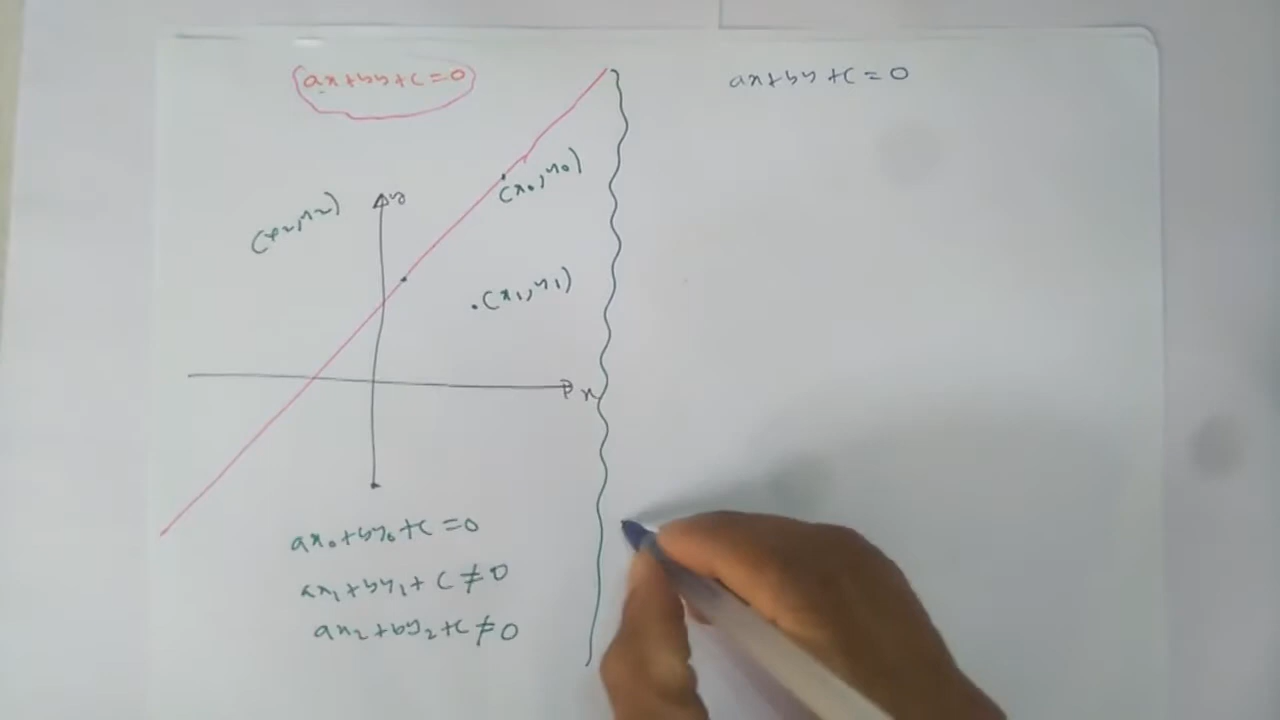 ax+by+c=0
ax+by+c=0
(x₀,y₀)
y
(x₂,y₂)
.(x₁,y₁)
x
ax₀+by₀+c=0
ax₁+by₁+c≠0
ax₂+by₂+c≠0